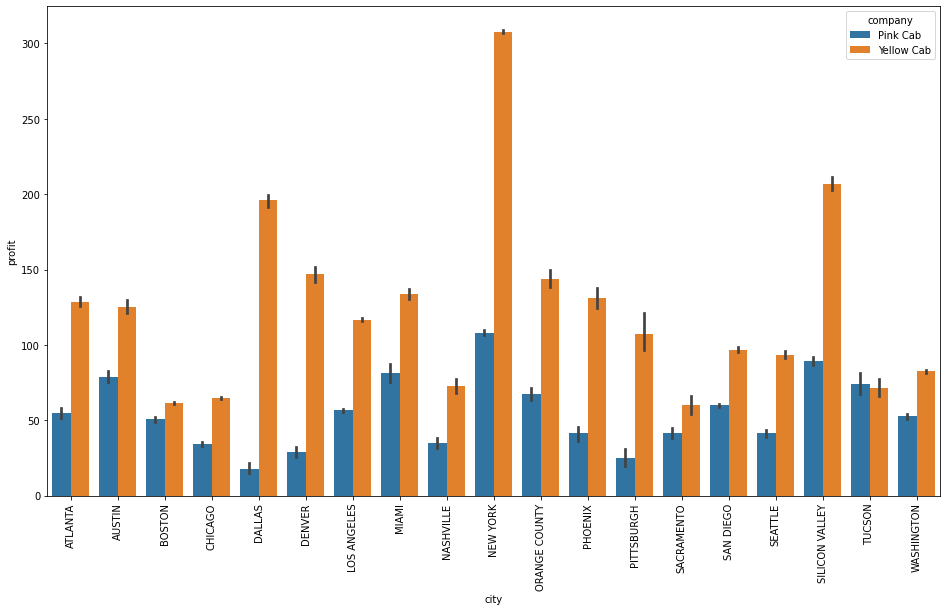 company
Pink Cab
Yellow Cab
300
250
200
150
100
50
0
profit
ATLANTA
AUSTIN
BOSTON
CHICAGO
DALLAS
DENVER
LOS ANGELES
MIAMI
NASHVILLE
NEW YORK
ORANGE COUNTY
PHOENIX
PITTSBURGH
SACRAMENTO
SAN DIEGO
SEATTLE
SILICON VALLEY
TUCSON
WASHINGTON
city